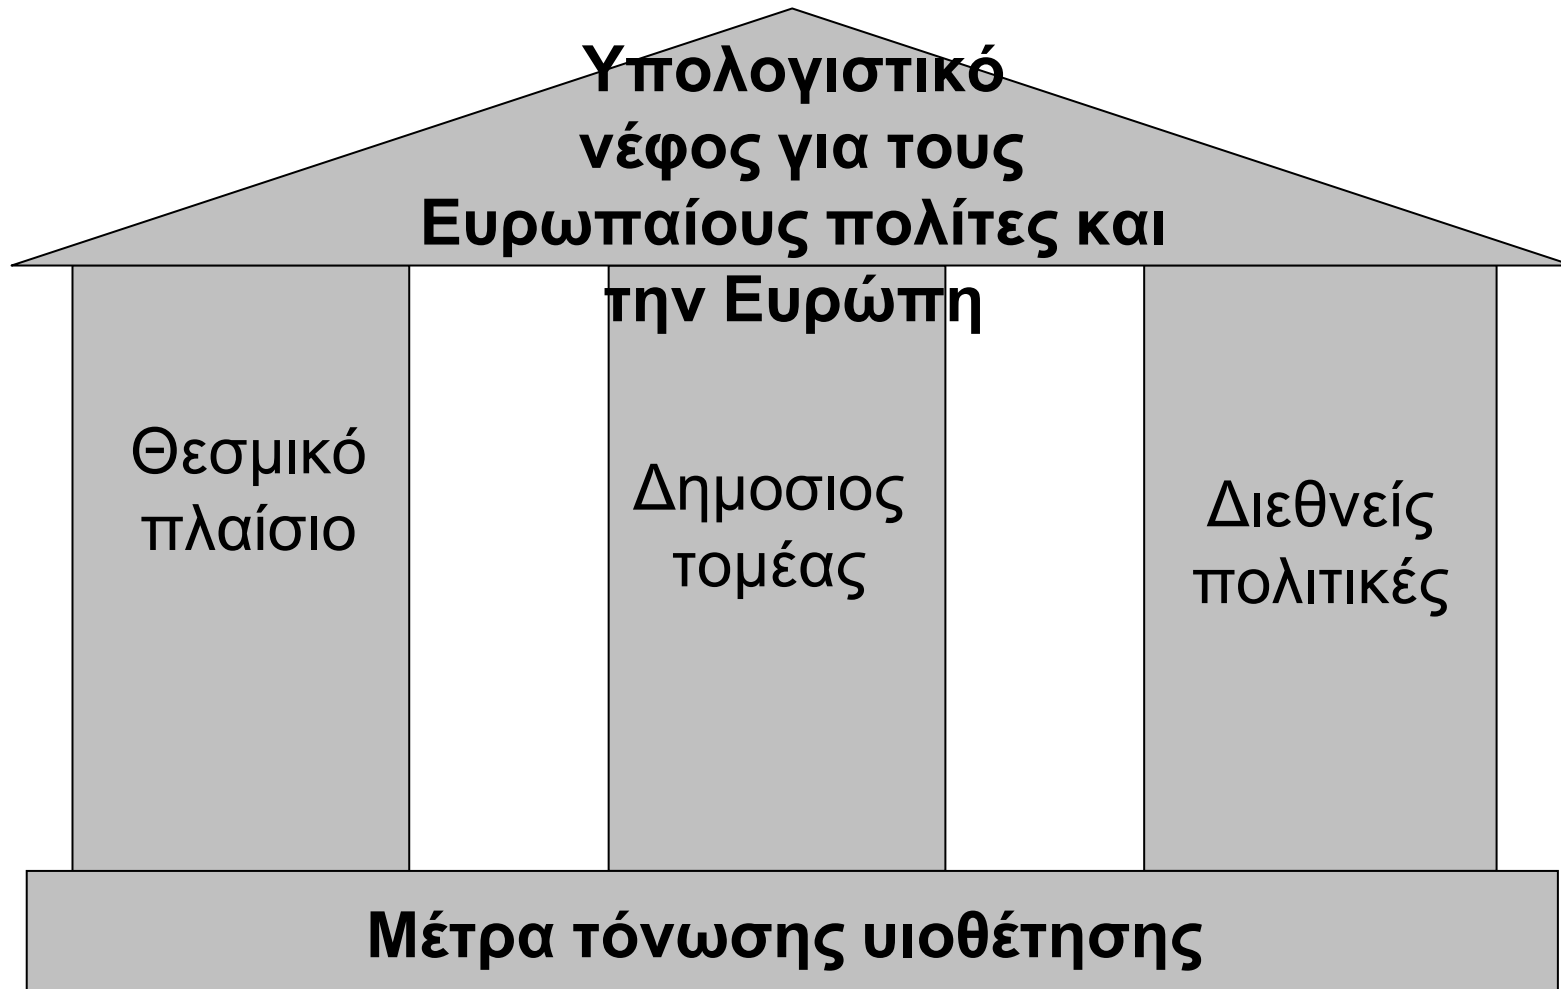 Υπολογιστικό
νέφος για τους
Ευρωπαίους πολίτες και
την Ευρώπη
Θεσμικό
πλαίσιο
Δημοσιος
τομέας
Διεθνείς
πολιτικές
Μέτρα τόνωσης υιοθέτησης